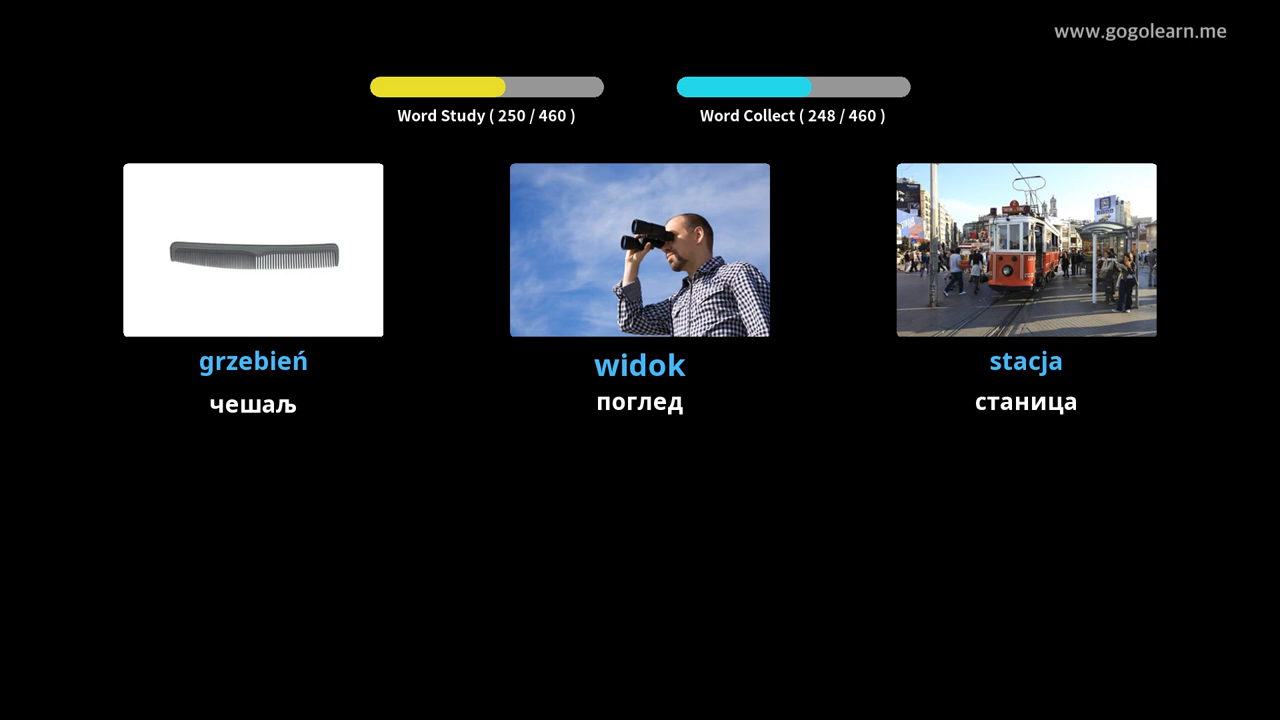 www.gogolearn.me
Word Study ( 250 / 460 )
Word Collect ( 248 / 460 )
grzebień
widok
stacja
чешаљ
поглед
станица